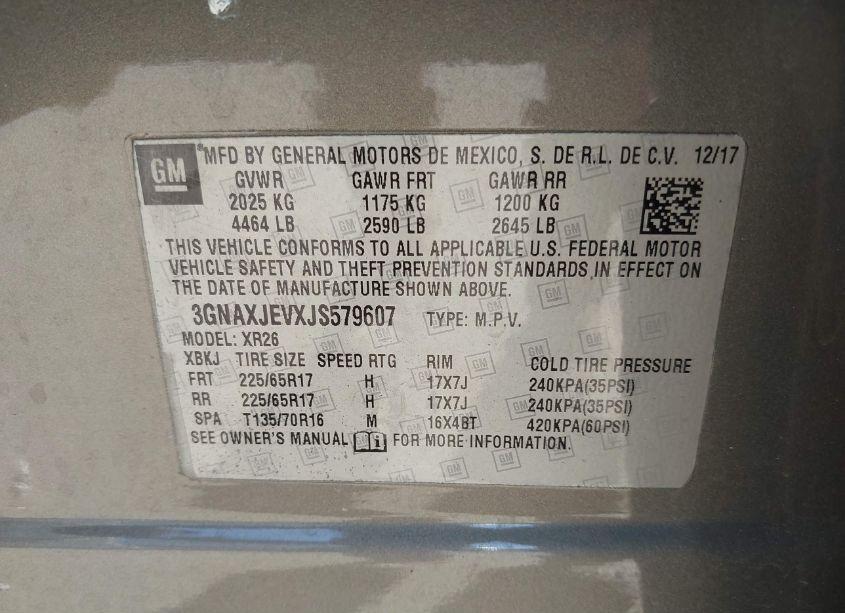 GM
®MFD BY GENERAL MOTORS DE MEXICO, S. DE R.L. DE C.V. 12/17
GVWR GAWR FRT GAWR RR
2025 KG 1175 KG 1200 KG
4464 LB 2590 LB 2645 LB
THIS VEHICLE CONFORMS TO ALL APPLICABLE U.S. FEDERAL MOTOR
VEHICLE SAFETY AND THEFT PREVENTION STANDARDS,IN EFFECT ON
THE DATE OF MANUFACTURE SHOWN ABOVE.
3GNAXJEVXJS579607 TYPE: M.P.V.
MODEL: XR26
XBKJ TIRE SIZE SPEED RTG RIM COLD TIRE PRESSURE
FRT 225/65R17 H 17X7J 240KPA(35PSI)
RR 225/65R17 H 17X7J 240KPA(35PSI)
SPA T135/70R16 M 16X4BT 420KPA(60PSI)
SEE OWNER'S MANUAL FOR MORE INFORMATION.